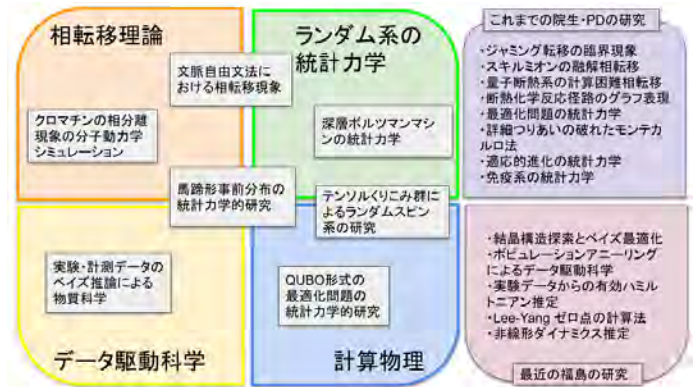 相転移理論
ランダム系の
統計力学
文脈自由文法に
おける相転移現象
クロマチンの相分離
現象の分子動力学
シミュレーション
深層ボルツマンマシ
ンの統計力学
馬蹄形事前分布の
統計力学的研究
テンソルくりこみ群に
よるランダムスピン
系の研究
実験・計測データの
ベイズ推論による
物質科学
QUBO形式の
最適化問題の
統計力学的研究
データ駆動科学
計算物理
これまでの院生・PDの研究
・ジャミング転移の臨界現象
・スキルミオンの融解相転移
・量子断熱系の計算困難相転移
・断熱化学反応径路のグラフ表現
・最適化問題の統計力学
・詳細つりあいの破れたモンテカ
ルロ法
・適応的進化の統計力学
・免疫系の統計力学
・結晶構造探索とベイズ最適化
・ポピュレーションアニーリング
によるデータ駆動科学
・実験データからの有効ハミル
トニアン推定
・Lee-Yang ゼロ点の計算法
・非線形ダイナミクス推定
最近の福島の研究